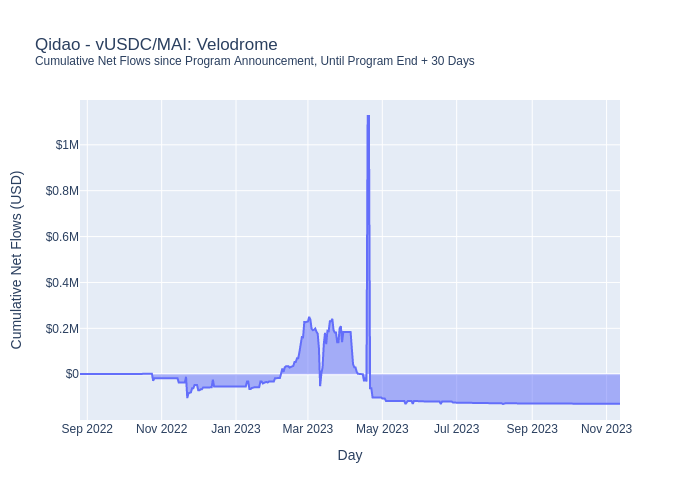 Qidao - vUSDC/MAI: Velodrome
Cumulative Net Flows since Program Announcement, Until Program End + 30 Days
Cumulative Net Flows (USD)
$1M
$0.8M
$0.6M
$0.4M
$0.2M
$0
Sep 2022 Nov 2022 Jan 2023 Mar 2023 May 2023 Jul 2023 Sep 2023 Nov 2023
Day